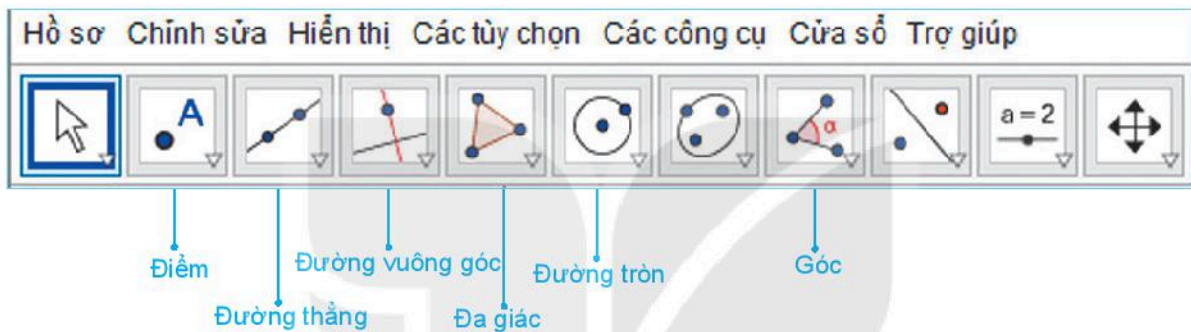 Hồ sơ Chỉnh sửa Hiển thị Các tùy chọn Các công cụ Cửa sổ Trợ giúp
A
α
a = 2
Điểm
Đường vuông góc
Đường tròn
Góc
Đường thẳng
Đa giác